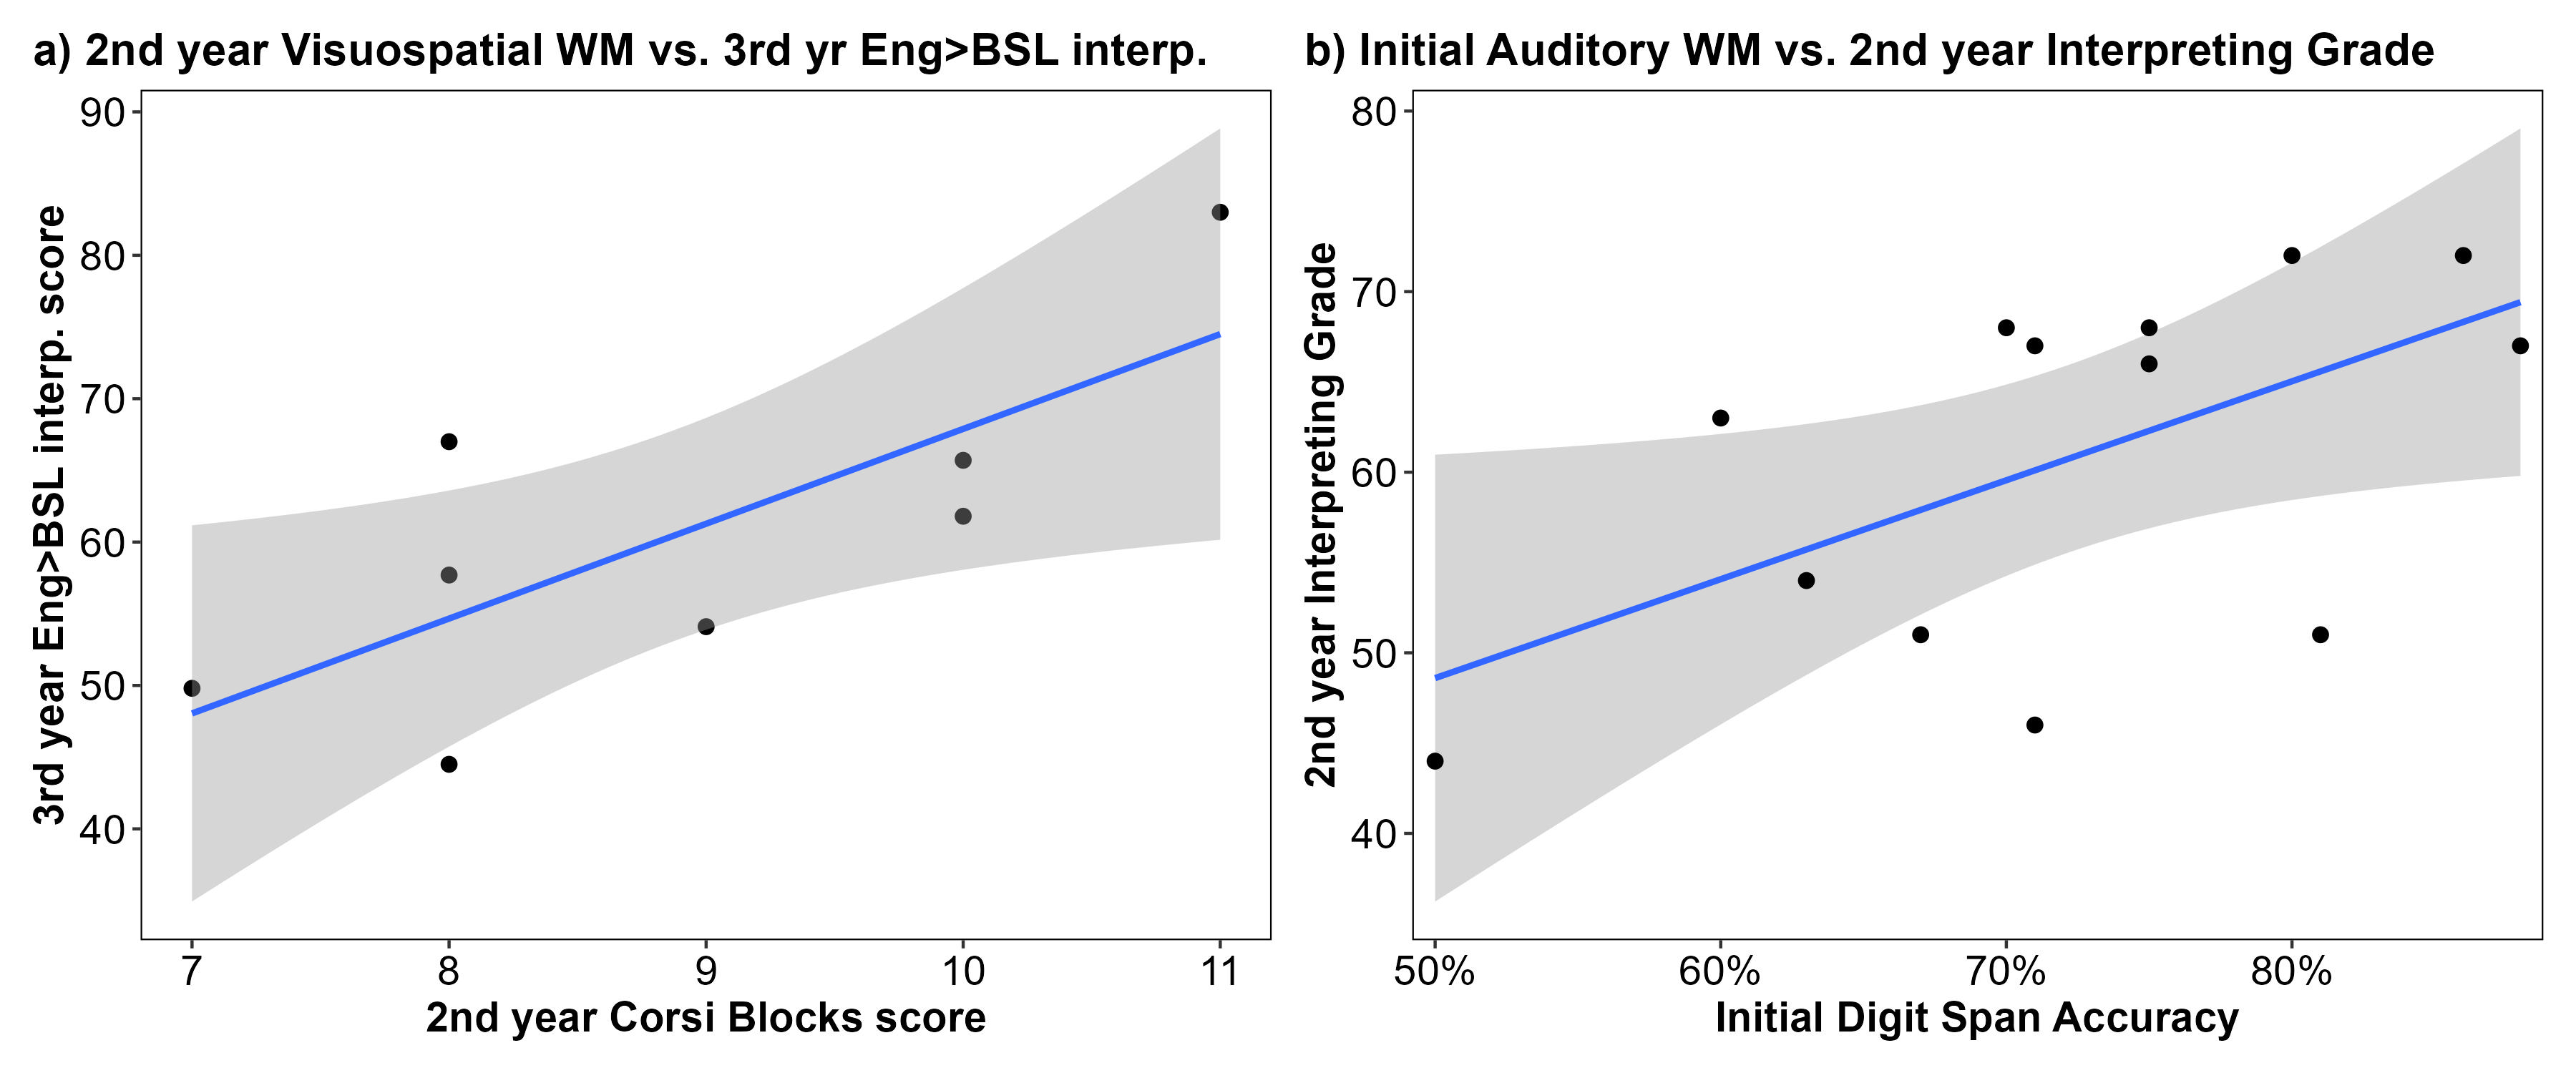 a) 2nd year Visuospatial WM vs. 3rd yr Eng>BSL interp.
90
80
70
60
50
40
3rd year Eng>BSL interp. score
7 8 9 10 11
2nd year Corsi Blocks score
b) Initial Auditory WM vs. 2nd year Interpreting Grade
80
70
60
50
40
2nd year Interpreting Grade
50% 60% 70% 80%
Initial Digit Span Accuracy